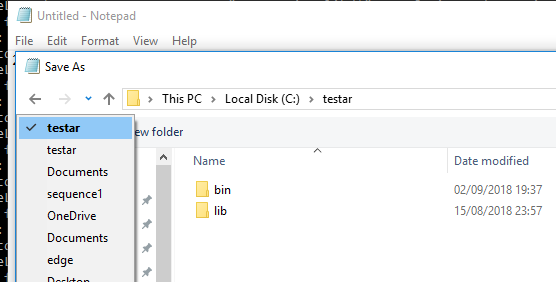 Untitled - Notepad
File Edit Format View Help
Save As
This PC > Local Disk (C:) > testar
testar
ew folder
testar
Documents
sequence1
OneDrive
Documents
edge
Desktop
Name Date modified
bin 02/09/2018 19:37
lib 15/08/2018 23:57